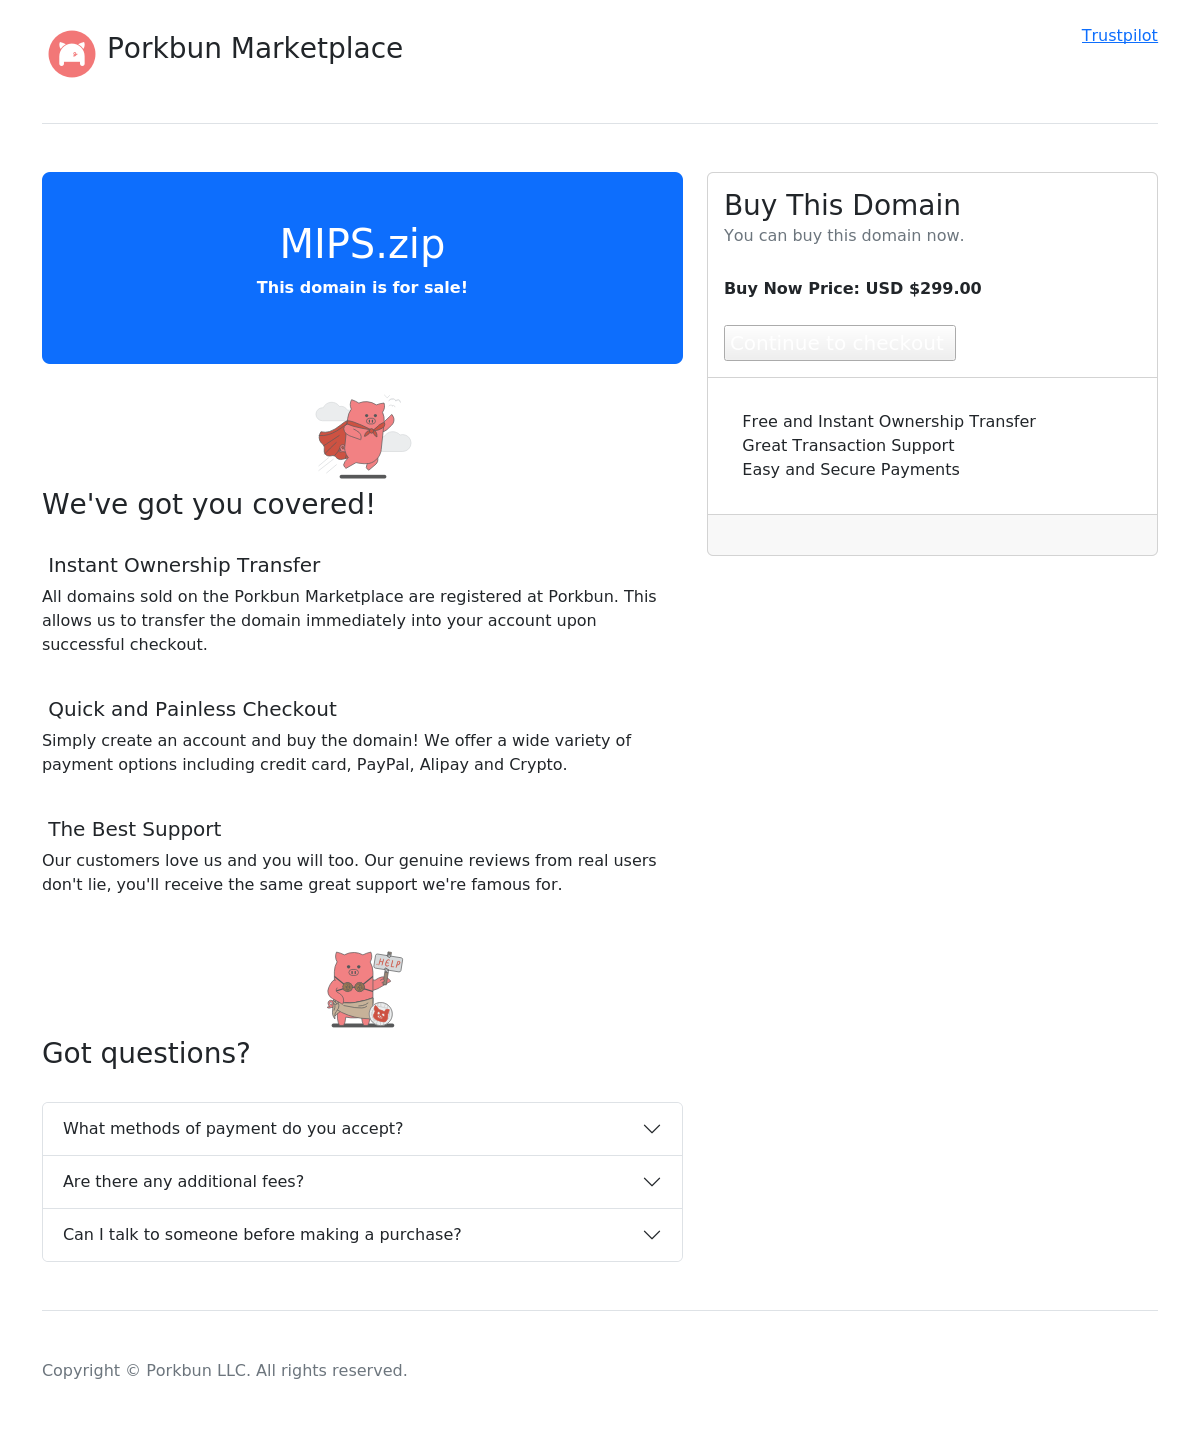 Porkbun Marketplace
Trustpilot
MIPS.zip
This domain is for sale!
We've got you covered!
Instant Ownership Transfer
All domains sold on the Porkbun Marketplace are registered at Porkbun. This
allows us to transfer the domain immediately into your account upon
successful checkout.
Quick and Painless Checkout
Simply create an account and buy the domain! We offer a wide variety of
payment options including credit card, PayPal, Alipay and Crypto.
The Best Support
Our customers love us and you will too. Our genuine reviews from real users
don't lie, you'll receive the same great support we're famous for.
HELP
Got questions?
What methods of payment do you accept?
Are there any additional fees?
Can I talk to someone before making a purchase?
Buy This Domain
You can buy this domain now.
Buy Now Price: USD $299.00
Continue to checkout
Free and Instant Ownership Transfer
Great Transaction Support
Easy and Secure Payments
Copyright © Porkbun LLC. All rights reserved.